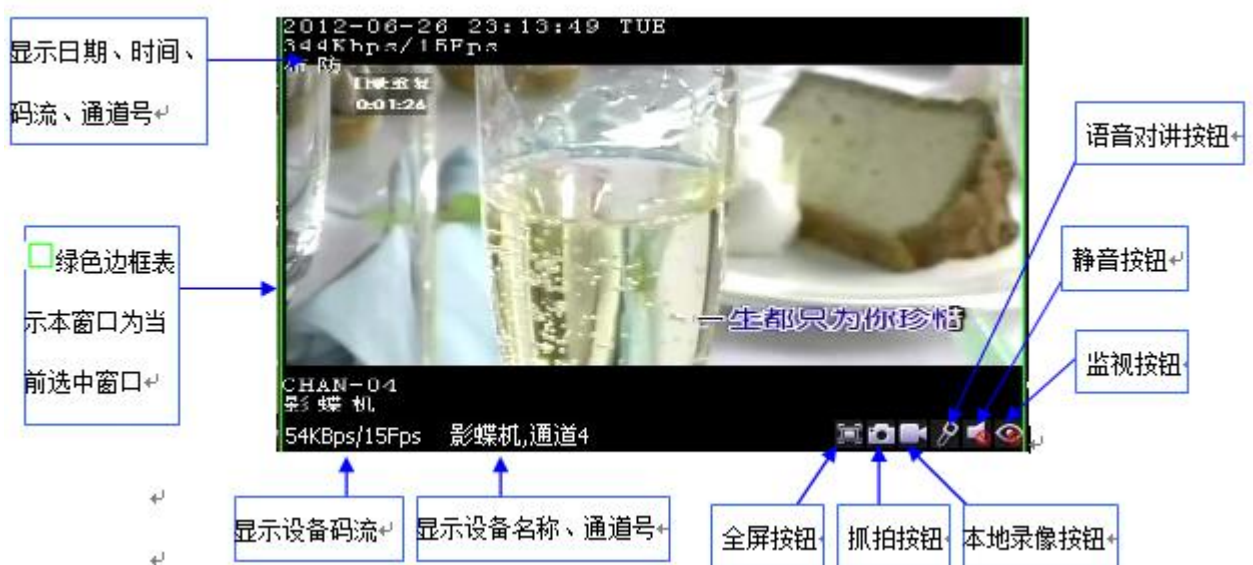 2012-06-26 23:13:49 TUE
344Kbps/15Fps
布防
0:01:26
一生都只为你珍惜
CHAN-04
影蝶机
54KBps/15Fps 影蝶机,通道4
显示日期、时间、
码流、通道号
绿色边框表
示本窗口为当
前选中窗口
语音对讲按钮
静音按钮
监视按钮
显示设备码流
显示设备名称、通道号
全屏按钮
抓拍按钮
本地录像按钮